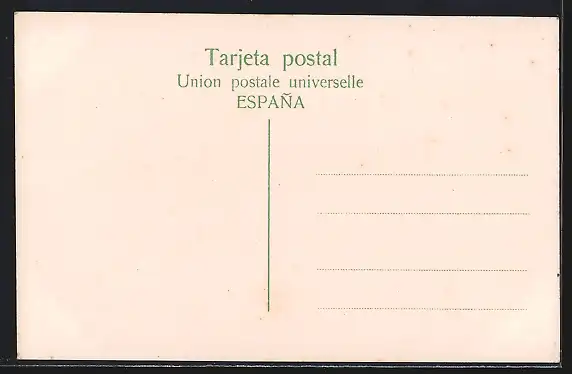 Tarjeta postal
Union postale universelle
ESPAÑA